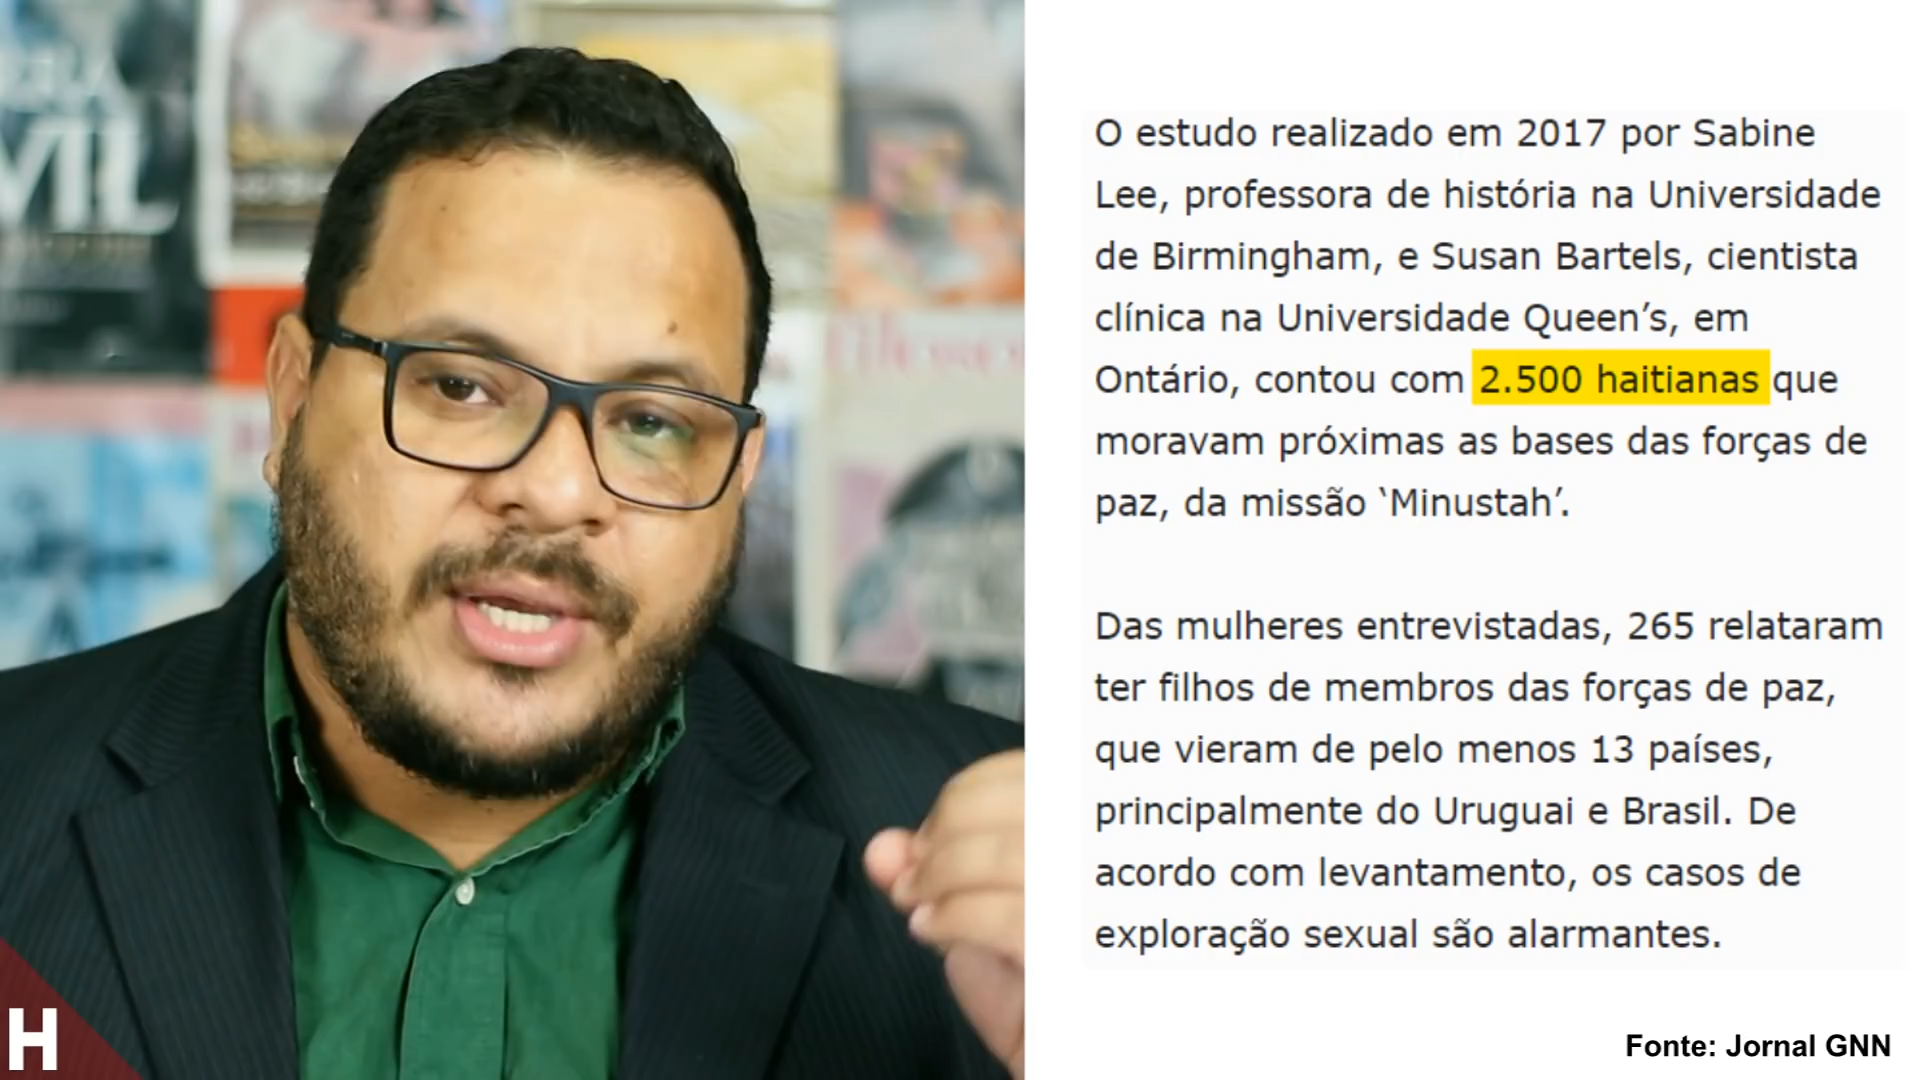 VIL
O estudo realizado em 2017 por Sabine
Lee, professora de história na Universidade
de Birmingham, e Susan Bartels, cientista
clínica na Universidade Queen’s, em
Ontário, contou com 2.500 haitianas que
moravam próximas as bases das forças de
paz, da missão ‘Minustah’.
Das mulheres entrevistadas, 265 relataram
ter filhos de membros das forças de paz,
que vieram de pelo menos 13 países,
principalmente do Uruguai e Brasil. De
acordo com levantamento, os casos de
exploração sexual são alarmantes.
H
Fonte: Jornal GNN